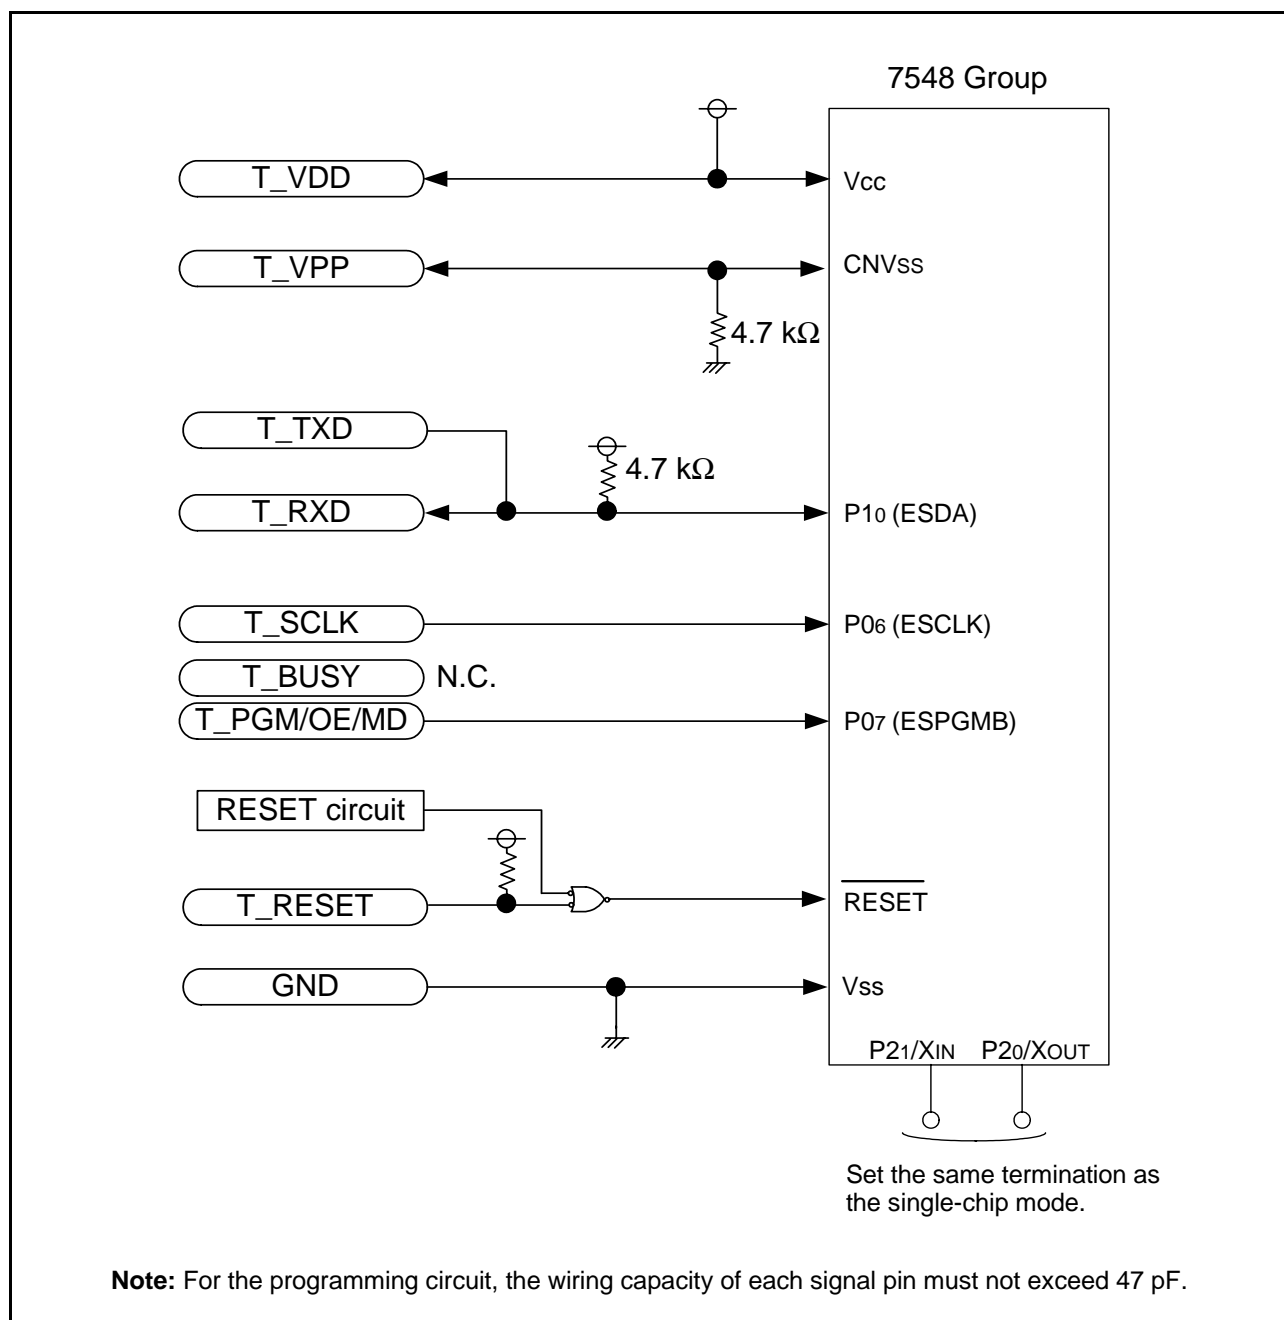 7548 Group
T_VDD
Vcc
T_VPP
CNVss
4.7 kΩ
T_TXD
4.7 kΩ
T_RXD
P10 (ESDA)
T_SCLK
P06 (ESCLK)
T_BUSY N.C.
T_PGM/OE/MD
P07 (ESPGMB)
RESET circuit
T_RESET
RESET
GND
Vss
P21/XIN P20/XOUT
Set the same termination as
the single-chip mode.
Note: For the programming circuit, the wiring capacity of each signal pin must not exceed 47 pF.